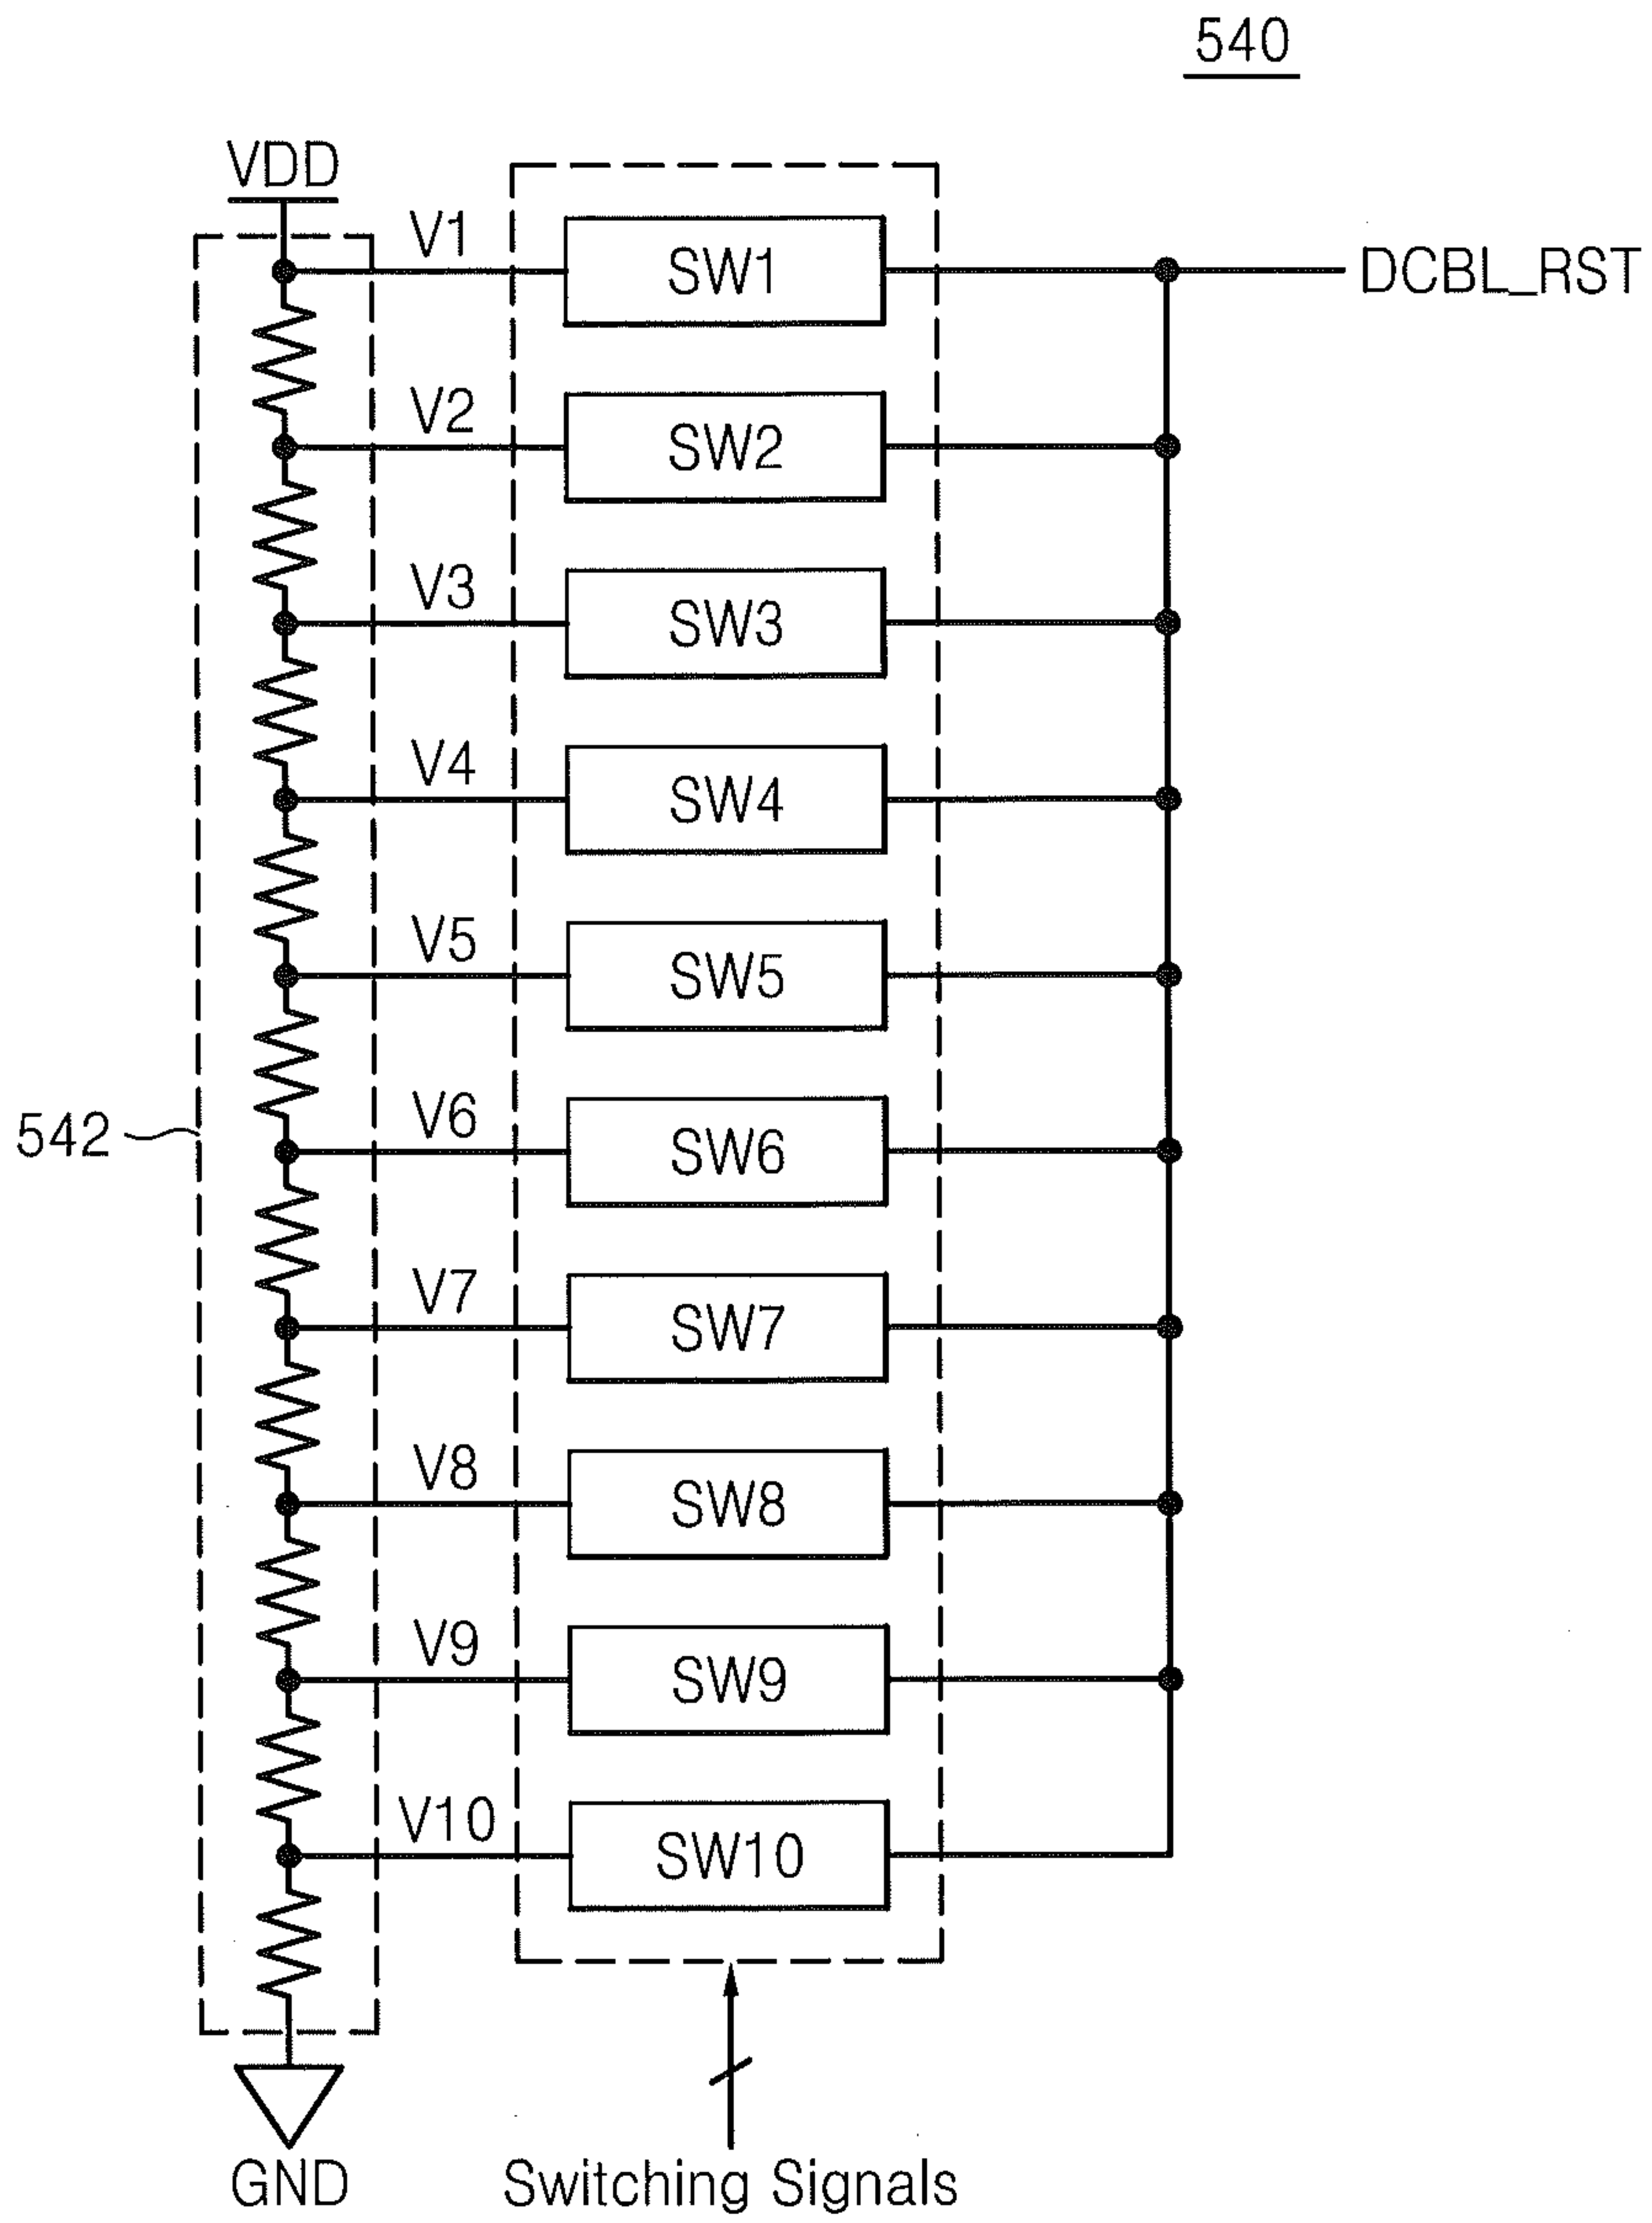 540
VDD
V1
SW1
DCBL_RST
V2
SW2
V3
SW3
V4
SW4
V5
SW5
542
V6
SW6
V7
SW7
V8
SW8
V9
SW9
V10
SW10
GND
Switching Signals